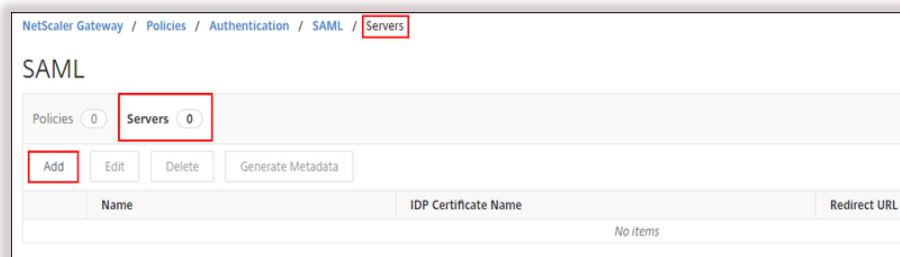 NetScaler Gateway / Policies / Authentication / SAML / Servers
SAML
Policies 0 Servers 0
Add Edit Delete Generate Metadata
Name IDP Certificate Name Redirect URL
No items